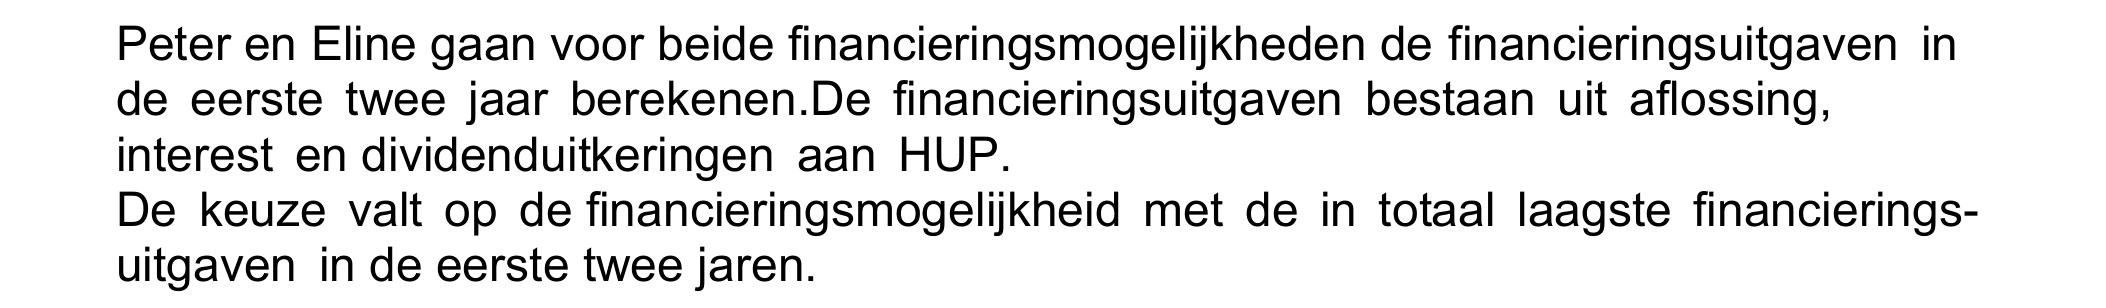 Peter en Eline gaan voor beide financieringsmogelijkheden de financieringsuitgaven in
de eerste twee jaar berekenen.De financieringsuitgaven bestaan uit aflossing,
interest en dividenduitkeringen aan HUP.
De keuze valt op de financieringsmogelijkheid met de in totaal laagste financierings-
uitgaven in de eerste twee jaren.